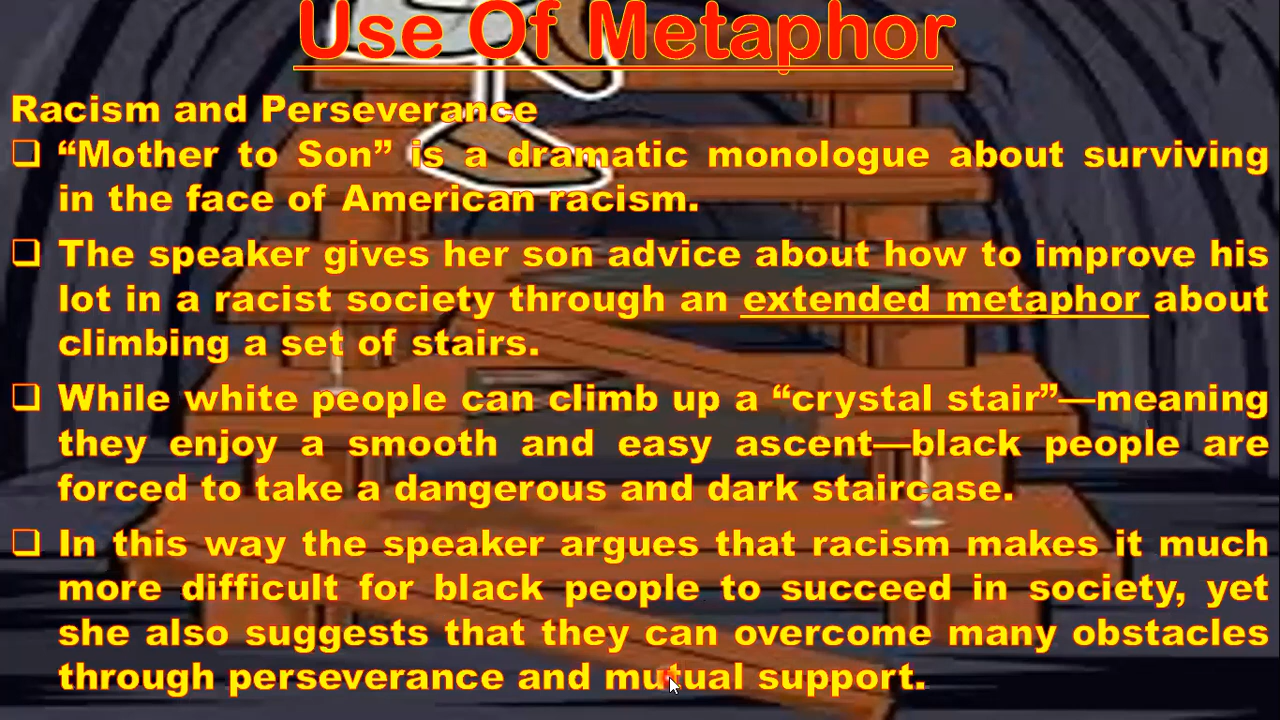 Use Of Metaphor
Racism and Perseverance
❑ “Mother to Son” is a dramatic monologue about surviving
in the face of American racism.
❑ The speaker gives her son advice about how to improve his
lot in a racist society through an extended metaphor about
climbing a set of stairs.
❑ While white people can climb up a “crystal stair”—meaning
they enjoy a smooth and easy ascent—black people are
forced to take a dangerous and dark staircase.
❑ In this way the speaker argues that racism makes it much
more difficult for black people to succeed in society, yet
she also suggests that they can overcome many obstacles
through perseverance and mutual support.